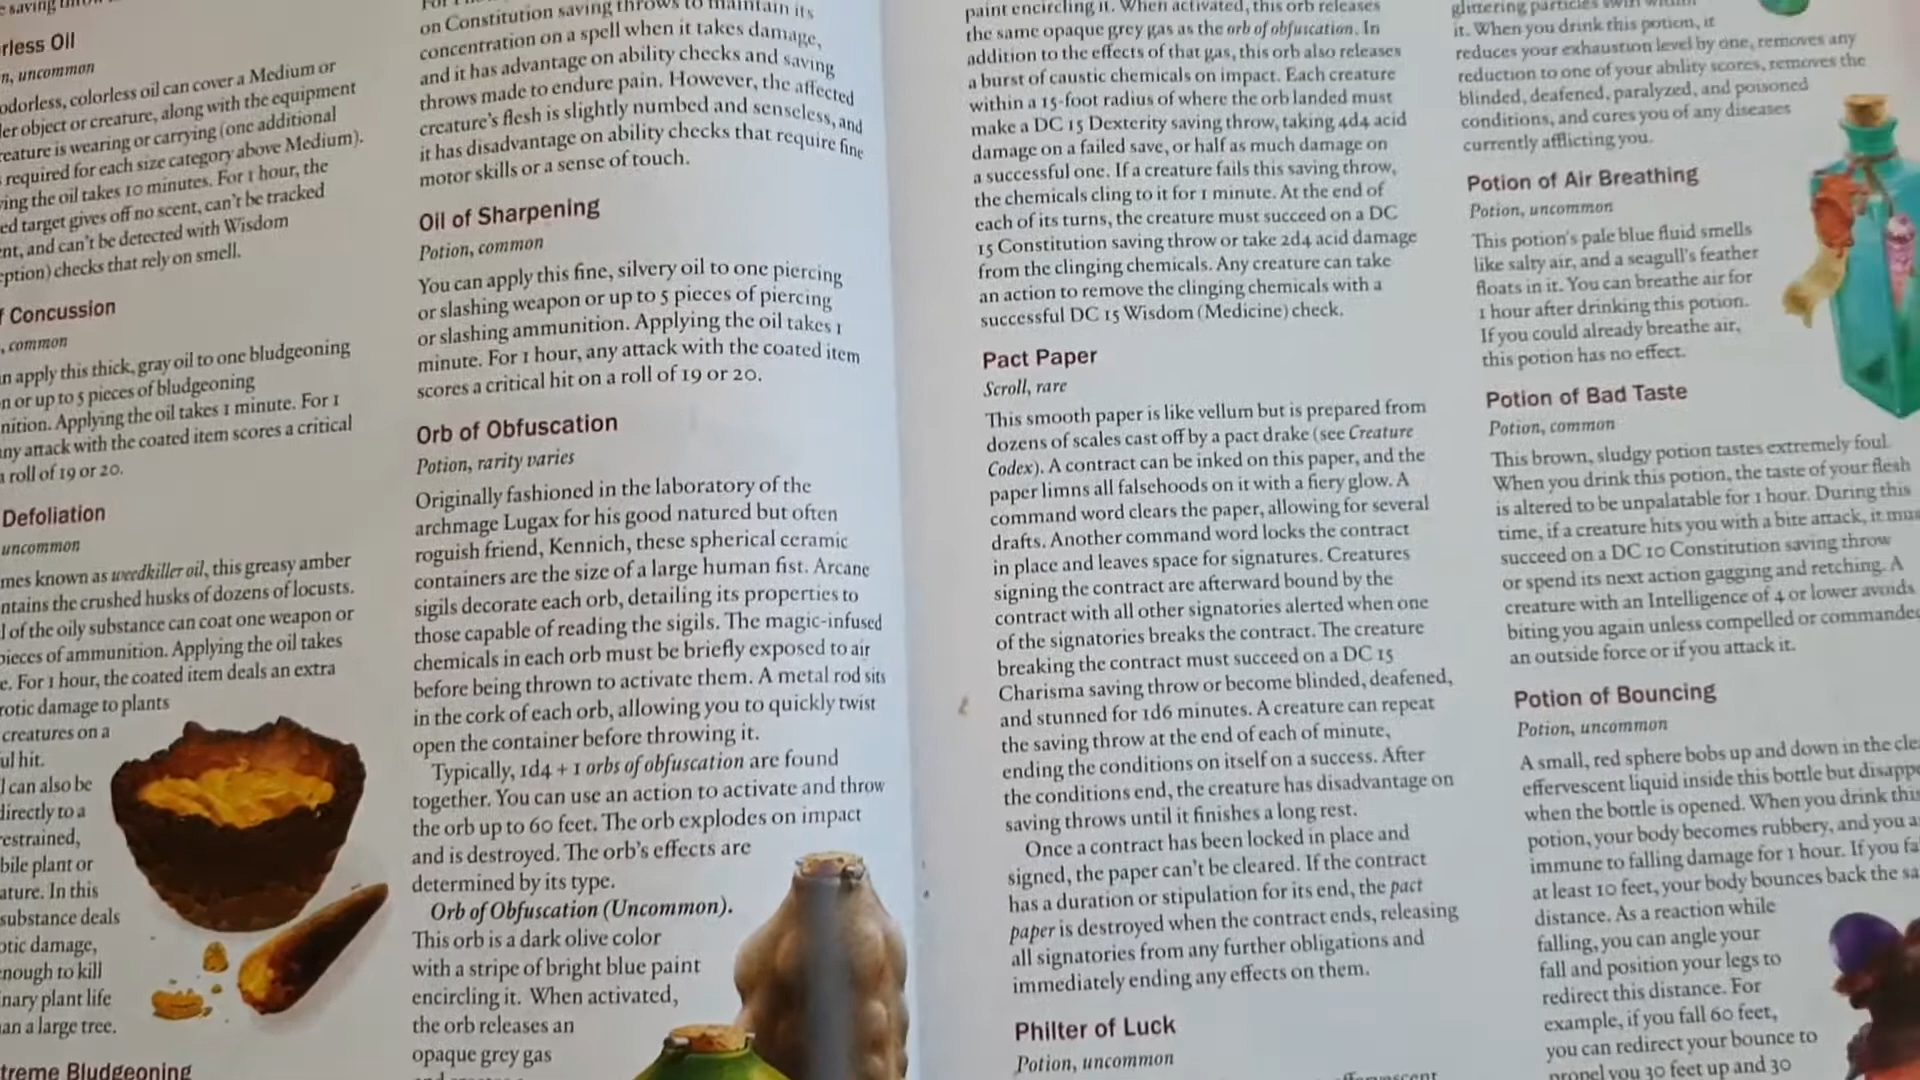 rless Oil
n, uncommon
odorless, colorless oil can cover a Medium or
ler object or creature, along with the equipment
reature is wearing or carrying (one additional
required for each size category above Medium).
ying the oil takes 10 minutes. For 1 hour, the
ed target gives off no scent, can't be tracked
ent, and can't be detected with Wisdom
eption) checks that rely on smell.
f Concussion
, common
n apply this thick, gray oil to one bludgeoning
n or up to 5 pieces of bludgeoning
nition. Applying the oil takes 1 minute. For 1
ny attack with the coated item scores a critical
a roll of 19 or 20.
Defoliation
uncommon
mes known as weedkiller oil, this greasy amber
ntains the crushed husks of dozens of locusts.
l of the oily substance can coat one weapon or
pieces of ammunition. Applying the oil takes
e. For 1 hour, the coated item deals an extra
rotic damage to plants
creatures on a
ul hit.
l can also be
directly to a
restrained,
bile plant or
ature. In this
substance deals
otic damage,
enough to kill
nary plant life
an a large tree.
treme Bludgeoning
on Constitution saving throws to maintain its
concentration on a spell when it takes damage,
and it has advantage on ability checks and saving
throws made to endure pain. However, the affected
creature's flesh is slightly numbed and senseless, and
it has disadvantage on ability checks that require fine
motor skills or a sense of touch.
Oil of Sharpening
Potion, common
You can apply this fine, silvery oil to one piercing
or slashing weapon or up to 5 pieces of piercing
or slashing ammunition. Applying the oil takes 1
minute. For 1 hour, any attack with the coated item
scores a critical hit on a roll of 19 or 20.
Orb of Obfuscation
Potion, rarity varies
Originally fashioned in the laboratory of the
archmage Lugax for his good natured but often
roguish friend, Kennich, these spherical ceramic
containers are the size of a large human fist. Arcane
sigils decorate each orb, detailing its properties to
those capable of reading the sigils. The magic-infused
chemicals in each orb must be briefly exposed to air
before being thrown to activate them. A metal rod sits
in the cork of each orb, allowing you to quickly twist
open the container before throwing it.
Typically, 1d4 + 1 orbs of obfuscation are found
together. You can use an action to activate and throw
the orb up to 60 feet. The orb explodes on impact
and is destroyed. The orb's effects are
determined by its type.
Orb of Obfuscation (Uncommon).
This orb is a dark olive color
with a stripe of bright blue paint
encircling it. When activated,
the orb releases an
opaque grey gas
paint encircling it. When activated, this orb releases
the same opaque grey gas as the orb of obfuscation. In
addition to the effects of that gas, this orb also releases
a burst of caustic chemicals on impact. Each creature
within a 15-foot radius of where the orb landed must
make a DC 15 Dexterity saving throw, taking 4d4 acid
damage on a failed save, or half as much damage on
a successful one. If a creature fails this saving throw,
the chemicals cling to it for 1 minute. At the end of
each of its turns, the creature must succeed on a DC
15 Constitution saving throw or take 2d4 acid damage
from the clinging chemicals. Any creature can take
an action to remove the clinging chemicals with a
successful DC 15 Wisdom (Medicine) check.
Pact Paper
Scroll, rare
This smooth paper is like vellum but is prepared from
dozens of scales cast off by a pact drake (see Creature
Codex). A contract can be inked on this paper, and the
paper limns all falsehoods on it with a fiery glow. A
command word clears the paper, allowing for several
drafts. Another command word locks the contract
in place and leaves space for signatures. Creatures
signing the contract are afterward bound by the
contract with all other signatories alerted when one
of the signatories breaks the contract. The creature
breaking the contract must succeed on a DC 15
Charisma saving throw or become blinded, deafened,
and stunned for 1d6 minutes. A creature can repeat
the saving throw at the end of each of minute,
ending the conditions on itself on a success. After
the conditions end, the creature has disadvantage on
saving throws until it finishes a long rest.
Once a contract has been locked in place and
signed, the paper can't be cleared. If the contract
has a duration or stipulation for its end, the pact
paper is destroyed when the contract ends, releasing
all signatories from any further obligations and
immediately ending any effects on them.
Philter of Luck
Potion, uncommon
glittering particles swirl within
it. When you drink this potion, it
reduces your exhaustion level by one, removes any
reduction to one of your ability scores, removes the
blinded, deafened, paralyzed, and poisoned
conditions, and cures you of any diseases
currently afflicting you.
Potion of Air Breathing
Potion, uncommon
This potion's pale blue fluid smells
like salty air, and a seagull's feather
floats in it. You can breathe air for
1 hour after drinking this potion.
If you could already breathe air,
this potion has no effect.
Potion of Bad Taste
Potion, common
This brown, sludgy potion tastes extremely foul.
When you drink this potion, the taste of your flesh
is altered to be unpalatable for 1 hour. During this
time, if a creature hits you with a bite attack, it mus
succeed on a DC 10 Constitution saving throw
or spend its next action gagging and retching. A
creature with an Intelligence of 4 or lower avoids
biting you again unless compelled or commanded
an outside force or if you attack it.
Potion of Bouncing
Potion, uncommon
A small, red sphere bobs up and down in the clea
effervescent liquid inside this bottle but disappe
when the bottle is opened. When you drink this
potion, your body becomes rubbery, and you a
immune to falling damage for 1 hour. If you fa
at least 10 feet, your body bounces back the sa
distance. As a reaction while
falling, you can angle your
fall and position your legs to
redirect this distance. For
example, if you fall 60 feet,
you can redirect your bounce to
propel you 30 feet up and 30